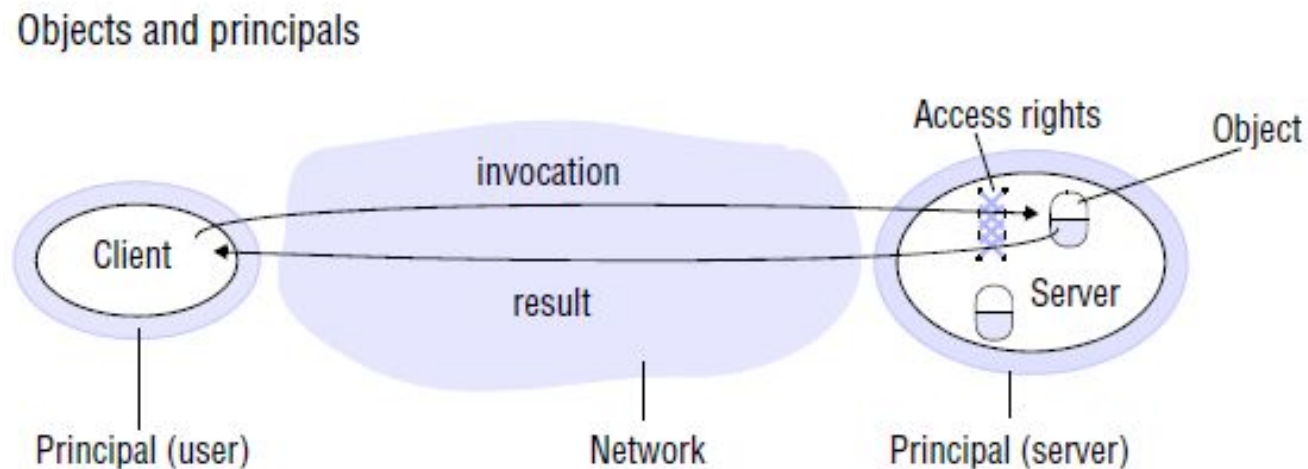 Objects and principals
Access rights
Object
invocation
Client
result
Server
Principal (user)
Network
Principal (server)